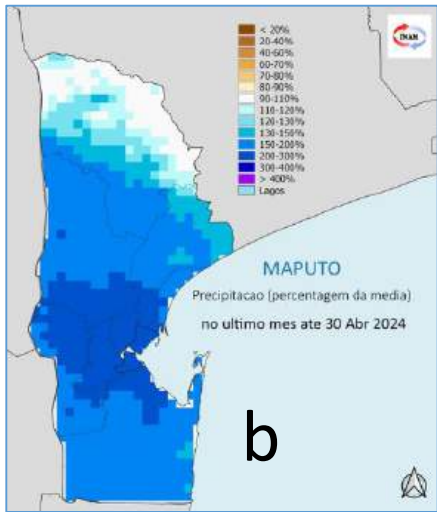 < 20%
20-40%
40-60%
60-70%
70-80%
80-90%
90-110%
110-120%
120-130%
130-150%
150-200%
200-300%
300-400%
> 400%
Lagos
INAM
MAPUTO
Precipitacao (percentagem da media)
no ultimo mes ate 30 Abr 2024
b